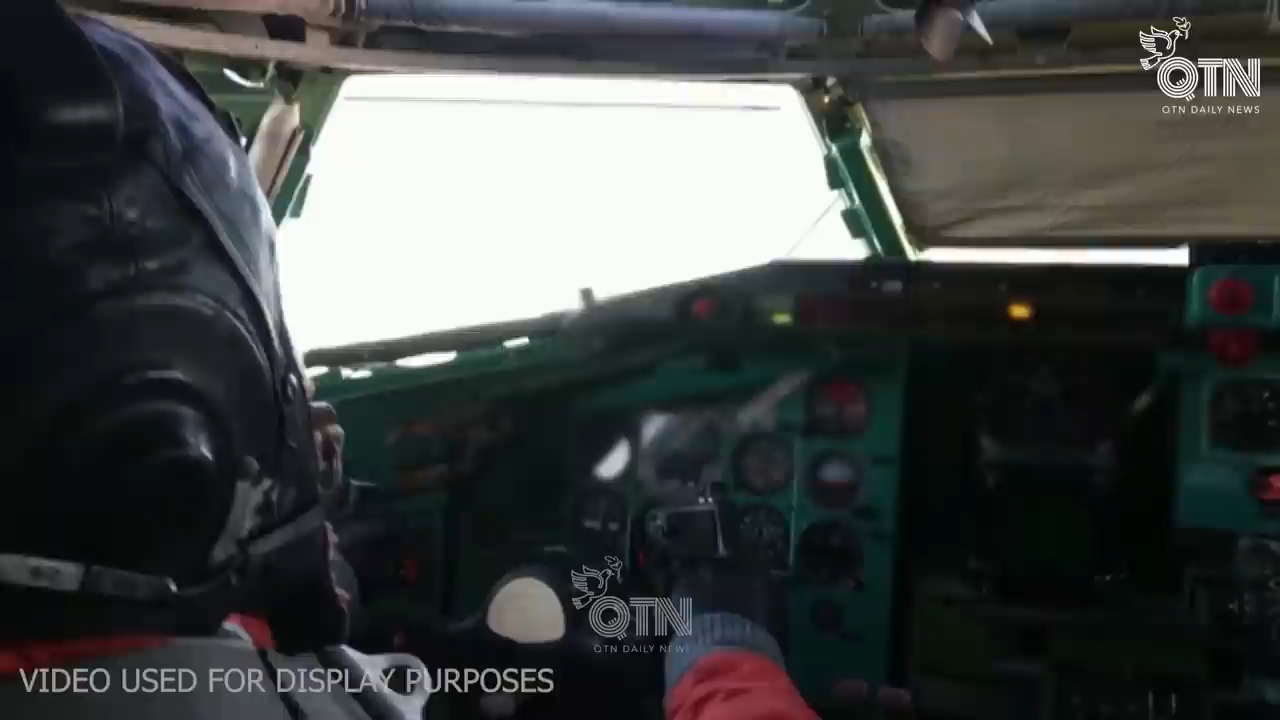 OTN
OTN DAILY NEWS
OTN
OTN DAILY NEWS
VIDEO USED FOR DISPLAY PURPOSES